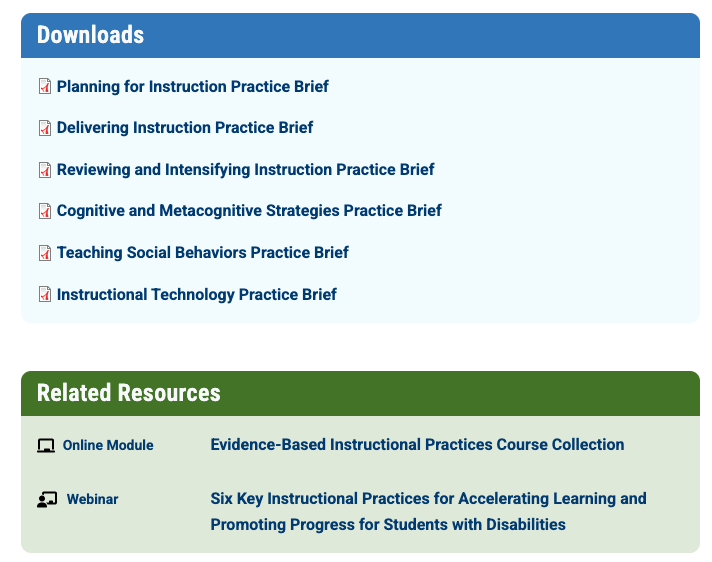 Downloads
Planning for Instruction Practice Brief
Delivering Instruction Practice Brief
Reviewing and Intensifying Instruction Practice Brief
Cognitive and Metacognitive Strategies Practice Brief
Teaching Social Behaviors Practice Brief
Instructional Technology Practice Brief
Related Resources
Online Module
Evidence-Based Instructional Practices Course Collection
Webinar
Six Key Instructional Practices for Accelerating Learning and
Promoting Progress for Students with Disabilities